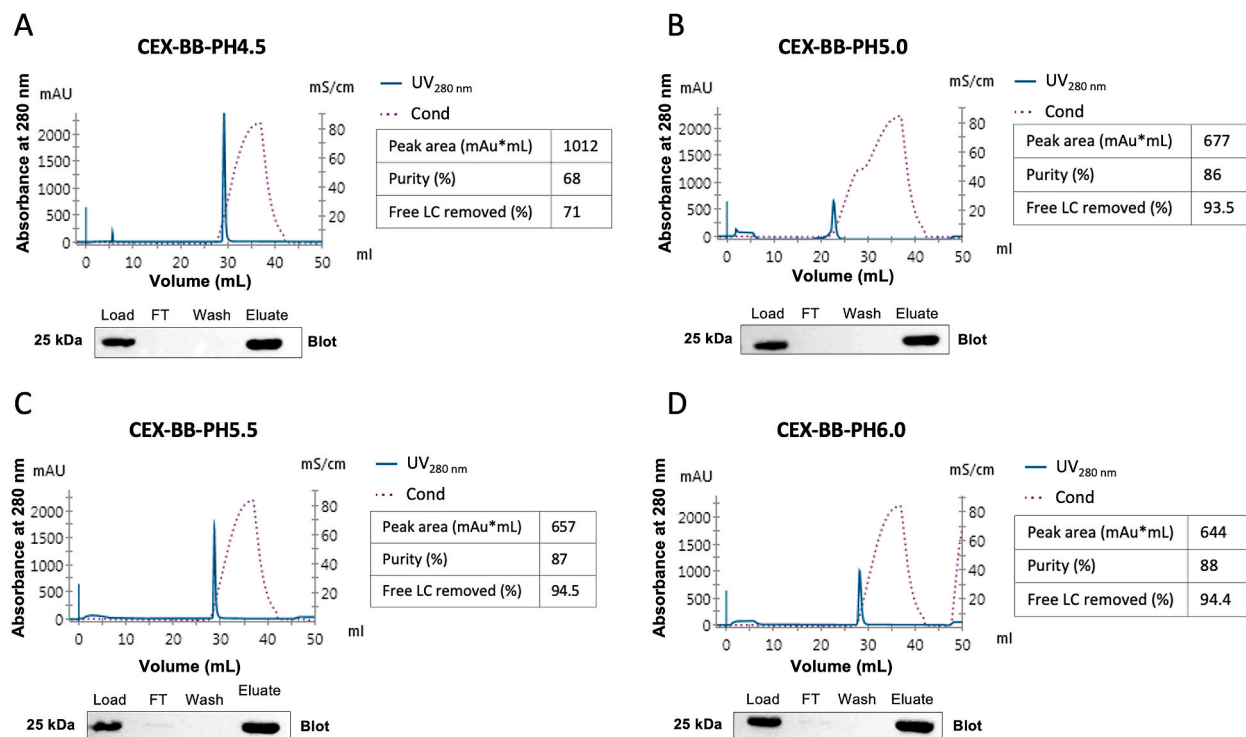 A
CEX-BB-PH4.5
Absorbance at 280 nm
mAU
mS/cm
2000
1500
1000
500
0
80
60
40
20
0 10 20 30 40 50
ml
Volume (mL)
UV280 nm
Cond
Peak area (mAu*mL) 1012
Purity (%) 68
Free LC removed (%) 71
Load FT Wash Eluate
25 kDa
Blot
B
CEX-BB-PH5.0
Absorbance at 280 nm
mAU
mS/cm
2000
1500
1000
500
0
80
60
40
20
0 10 20 30 40 50
ml
Volume (mL)
UV280 nm
Cond
Peak area (mAu*mL) 677
Purity (%) 86
Free LC removed (%) 93.5
Load FT Wash Eluate
25 kDa
Blot
C
CEX-BB-PH5.5
Absorbance at 280 nm
mAU
mS/cm
2000
1500
1000
500
0
80
60
40
20
0 10 20 30 40 50
ml
Volume (mL)
UV280 nm
Cond
Peak area (mAu*mL) 657
Purity (%) 87
Free LC removed (%) 94.5
Load FT Wash Eluate
25 kDa
Blot
D
CEX-BB-PH6.0
Absorbance at 280 nm
mAU
mS/cm
2000
1500
1000
500
0
80
60
40
20
0 10 20 30 40 50
ml
Volume (mL)
UV280 nm
Cond
Peak area (mAu*mL) 644
Purity (%) 88
Free LC removed (%) 94.4
Load FT Wash Eluate
25 kDa
Blot